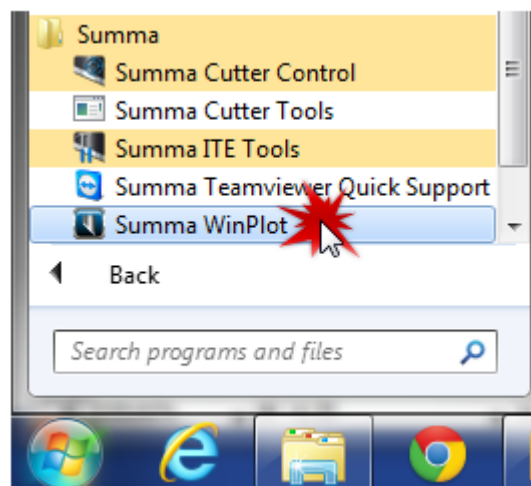 Summa
Summa Cutter Control
Summa Cutter Tools
Summa ITE Tools
Summa Teamviewer Quick Support
Summa WinPlot
Back
Search programs and files